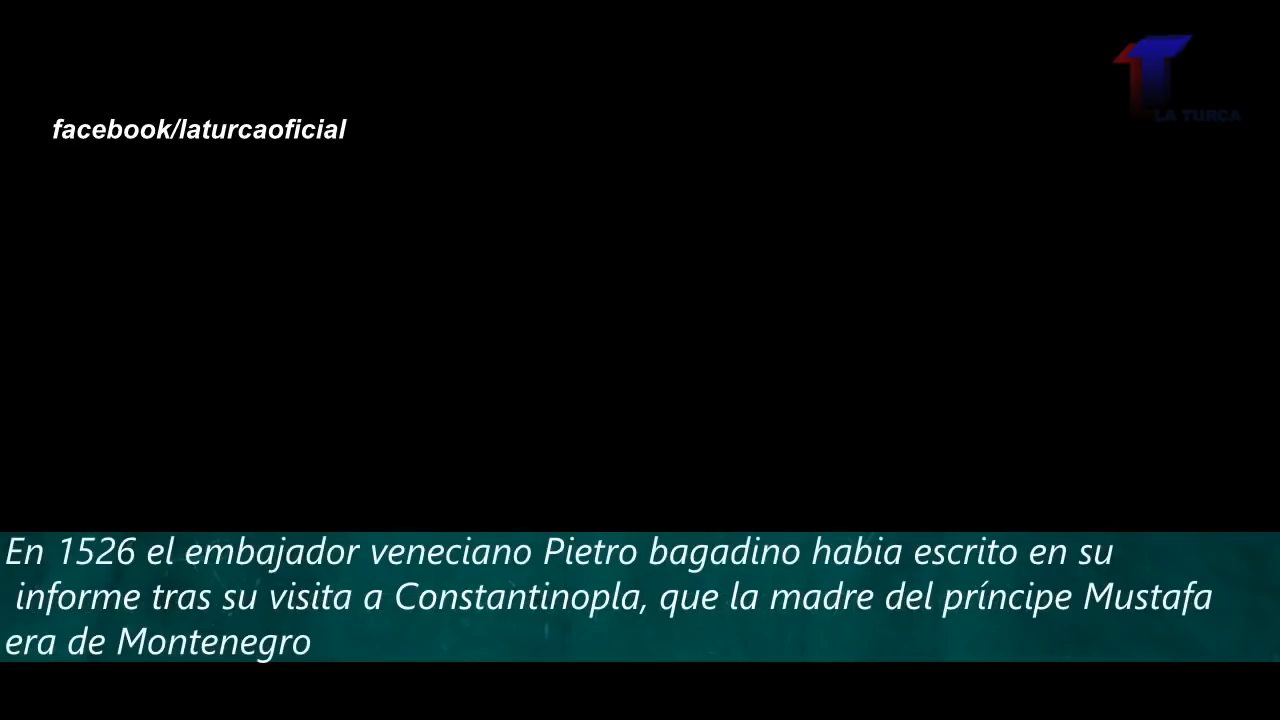 LA TURCA
facebook/laturcaoficial
En 1526 el embajador veneciano Pietro bagadino habia escrito en su
informe tras su visita a Constantinopla, que la madre del príncipe Mustafa
era de Montenegro